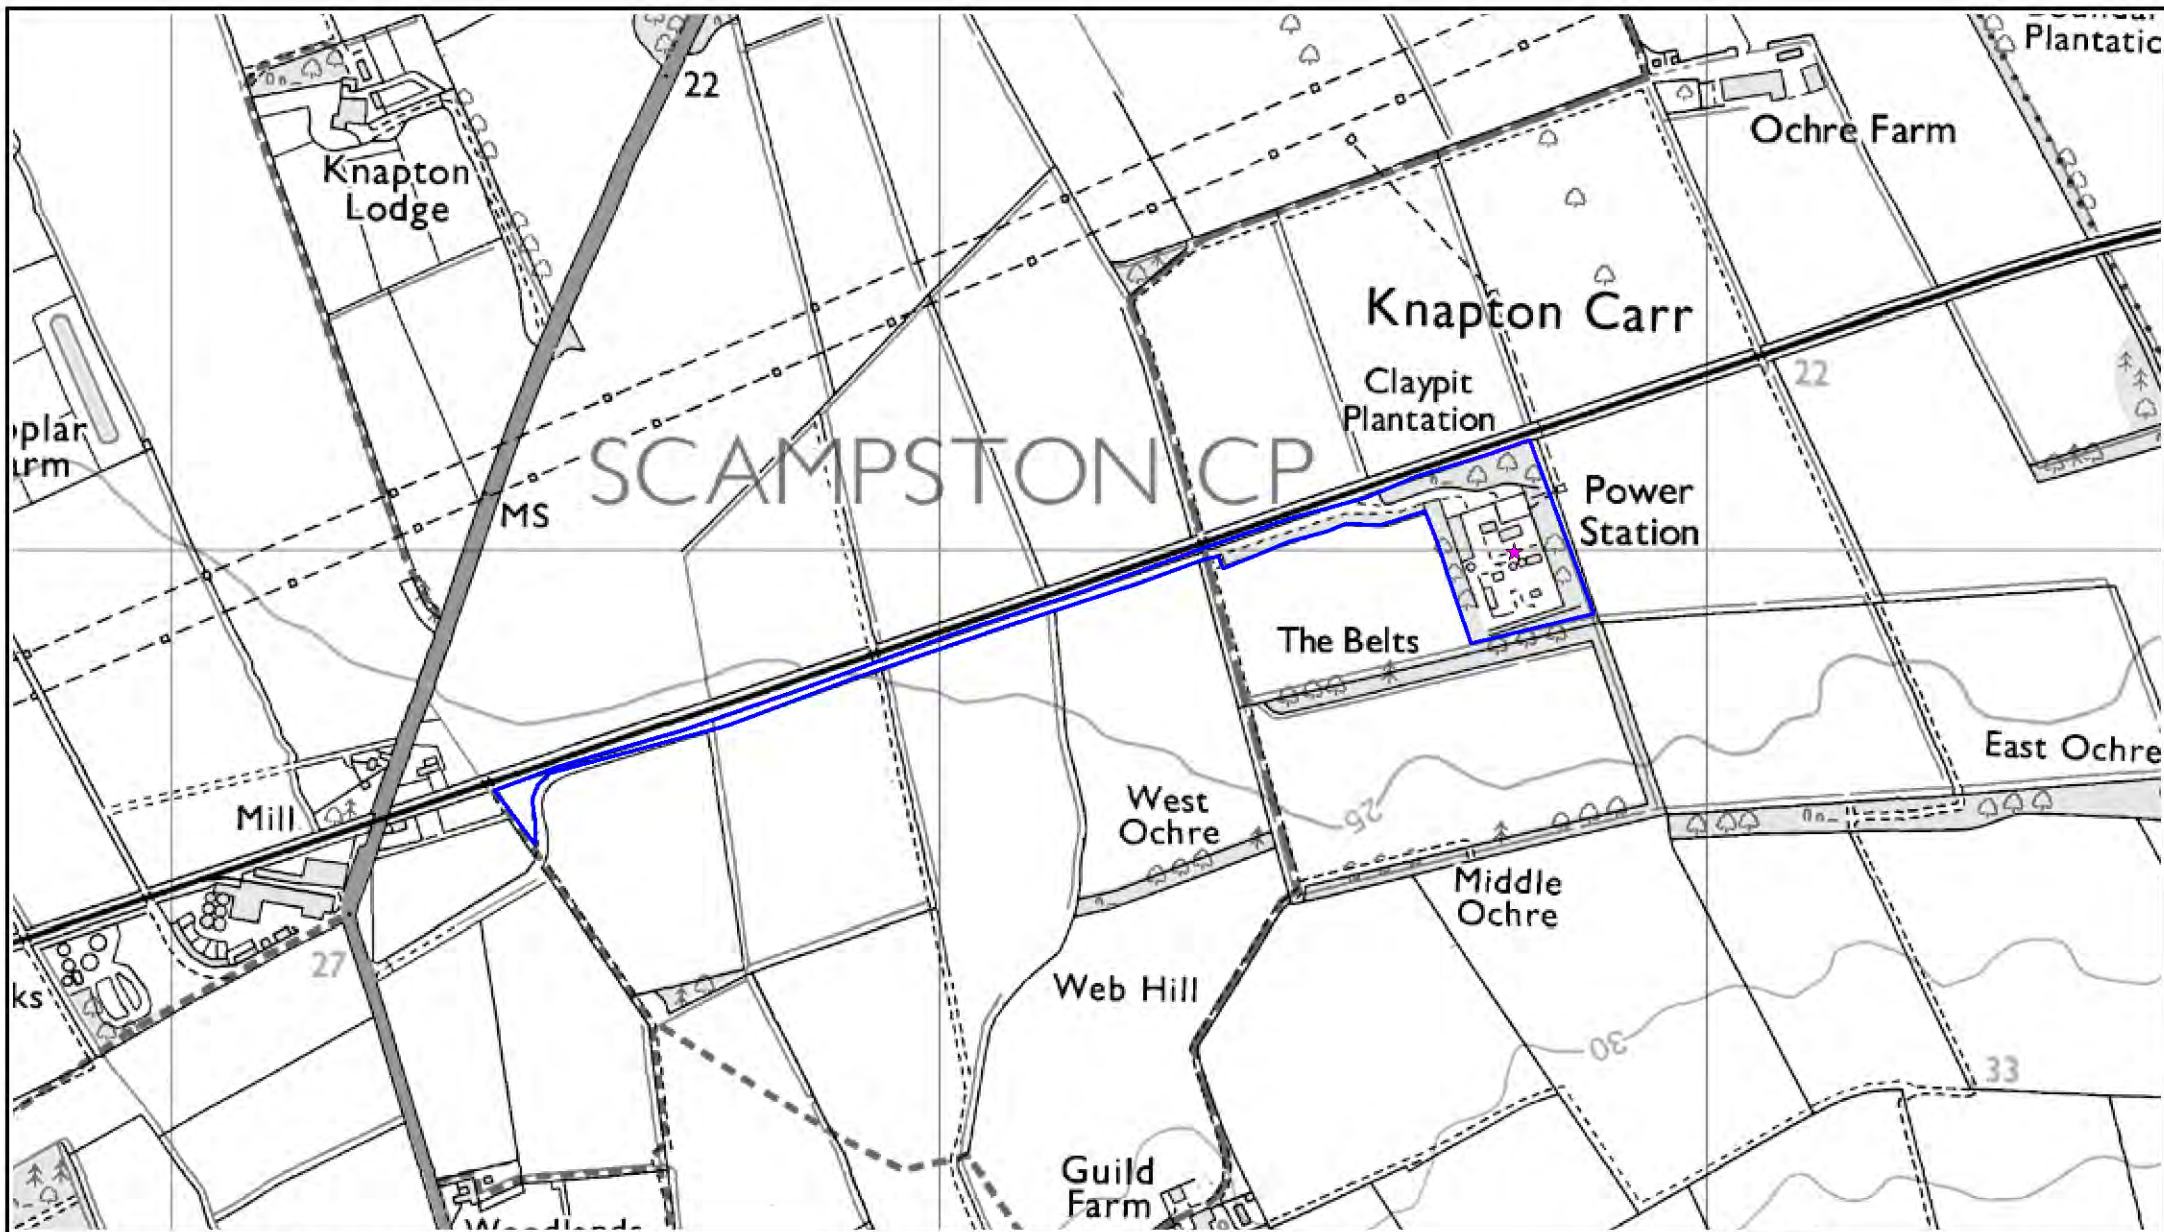 Plantatic
22
Ochre Farm
Knapton
Lodge
Knapton Carr
22
Claypit
Plantation
oplar
arm
SCAMPSTON CP
MS
Power
Station
The Belts
East Ochre
Mill
West
Ochre
25
Middle
Ochre
27
Web Hill
ks
30
33
Guild
Farm